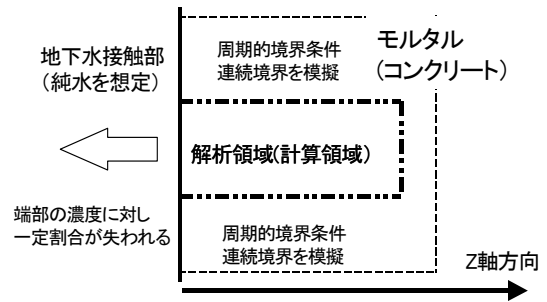 地下水接触部
(純水を想定)
周期的境界条件
連続境界を模擬
モルタル
(コンクリート)
解析領域(計算領域)
端部の濃度に対し
一定割合が失われる
周期的境界条件
連続境界を模擬
Z軸方向